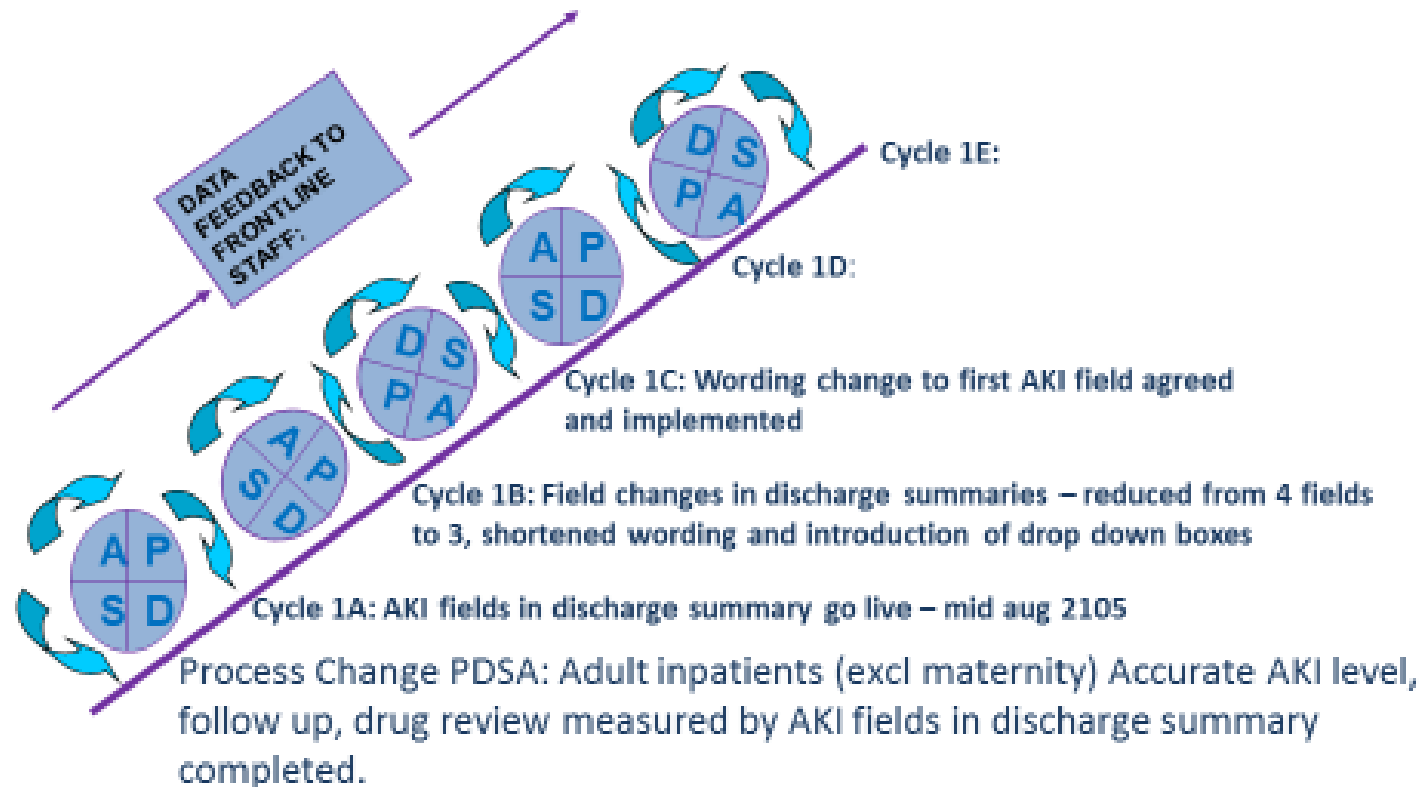 DATA
FEEDBACK TO
FRONTLINE
STAFF:
D S
P A
Cycle 1E:
A P
S D
Cycle 1D:
D S
P A
Cycle 1C: Wording change to first AKI field agreed
and implemented
A P
S D
Cycle 1B: Field changes in discharge summaries – reduced from 4 fields
to 3, shortened wording and introduction of drop down boxes
A P
S D
Cycle 1A: AKI fields in discharge summary go live – mid aug 2105
Process Change PDSA: Adult inpatients (excl maternity) Accurate AKI level,
follow up, drug review measured by AKI fields in discharge summary
completed.